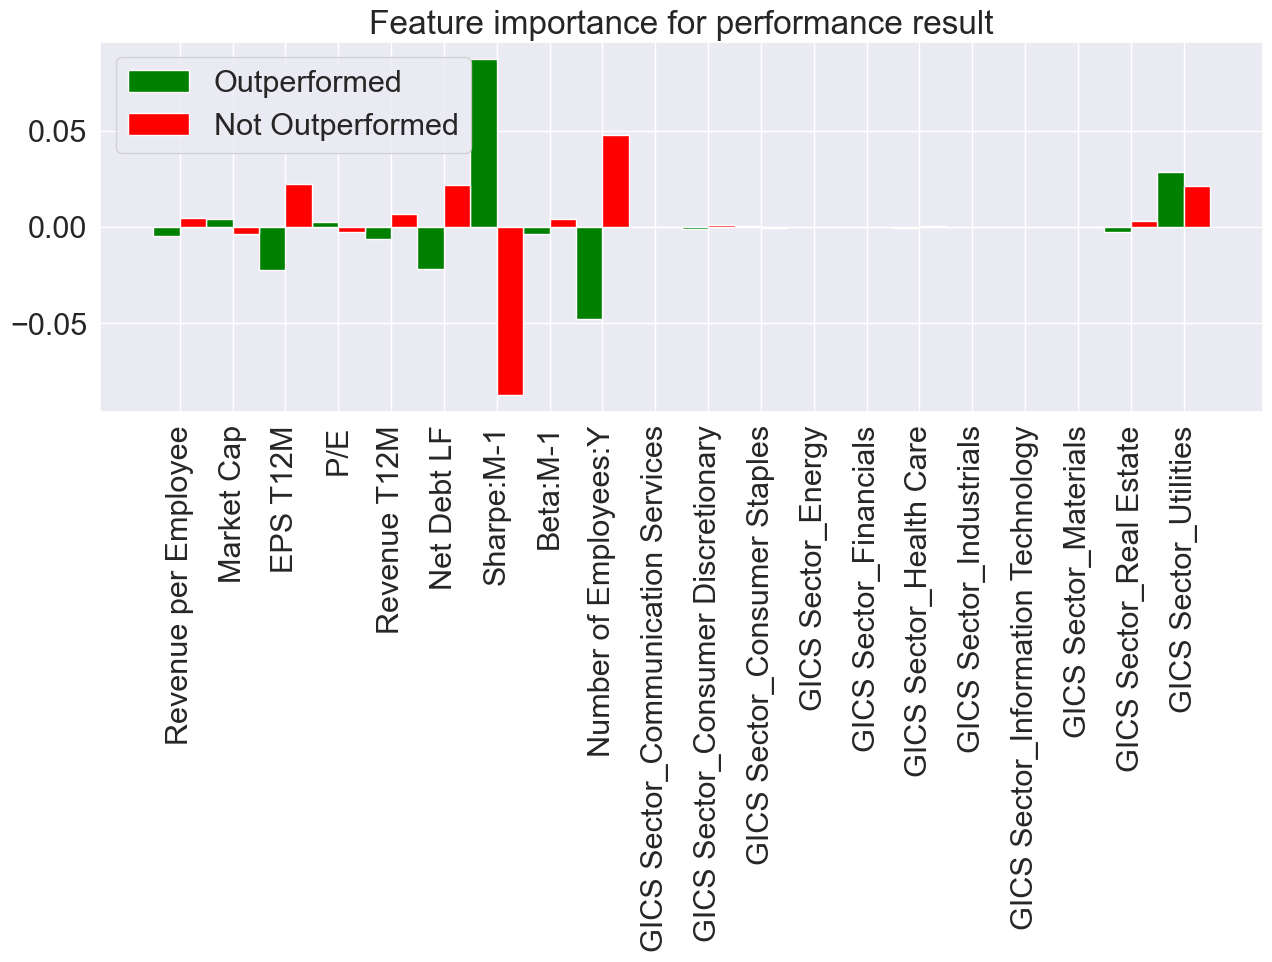 Feature importance for performance result
Outperformed
Not Outperformed
0.05
0.00
−0.05
Revenue per Employee
Market Cap
EPS T12M
P/E
Revenue T12M
Net Debt LF
Sharpe:M-1
Beta:M-1
Number of Employees:Y
GICS Sector_Communication Services
GICS Sector_Consumer Discretionary
GICS Sector_Consumer Staples
GICS Sector_Energy
GICS Sector_Financials
GICS Sector_Health Care
GICS Sector_Industrials
GICS Sector_Information Technology
GICS Sector_Materials
GICS Sector_Real Estate
GICS Sector_Utilities